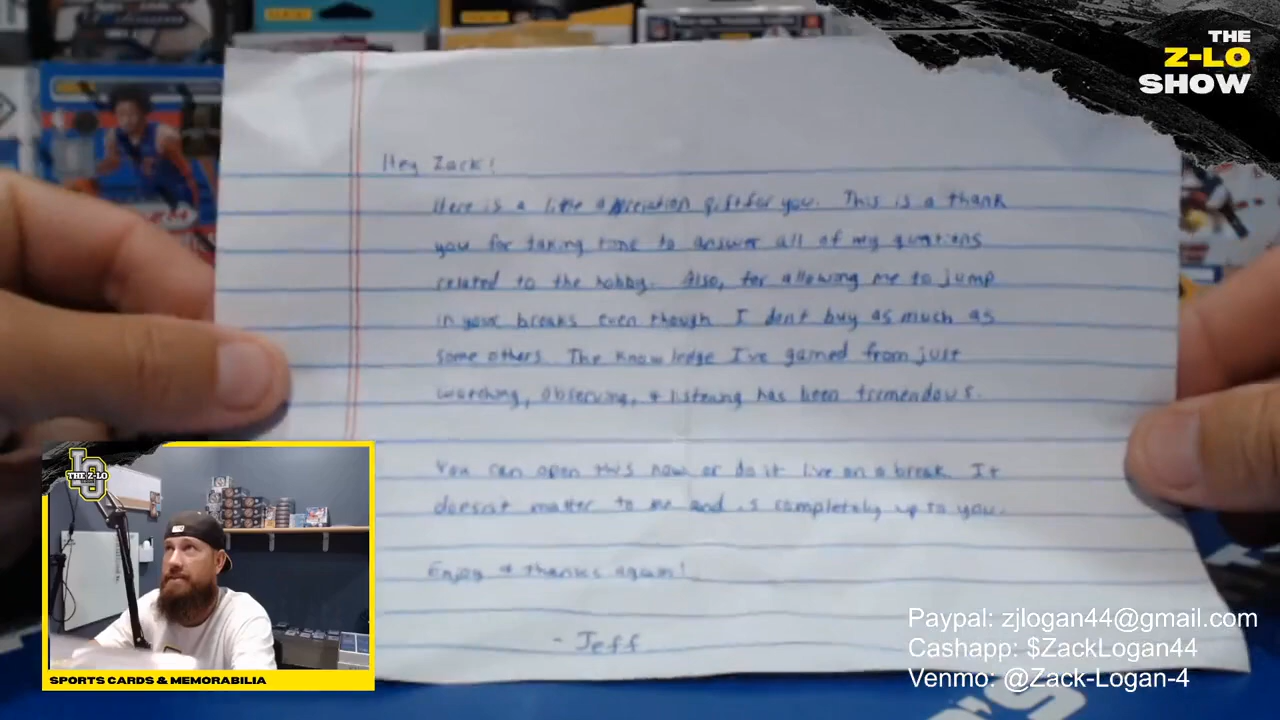 THE
Z-LO
SHOW
Hey Zack!
Here is a little appreciation gift for you. This is a thank
you for taking time to answer all of my questions
related to the hobby. Also, for allowing me to jump
in your breaks even though I don't buy as much as
some others. The knowledge I've gained from just
watching, observing, & listening has been tremendous.
You can open this now or do it live on a break. It
doesn't matter to me and is completely up to you.
Enjoy & thanks again!
- Jeff
THE Z-LO
SPORTS CARDS & MEMORABILIA
Paypal: zjlogan44@gmail.com
Cashapp: $ZackLogan44
Venmo: @Zack-Logan-4